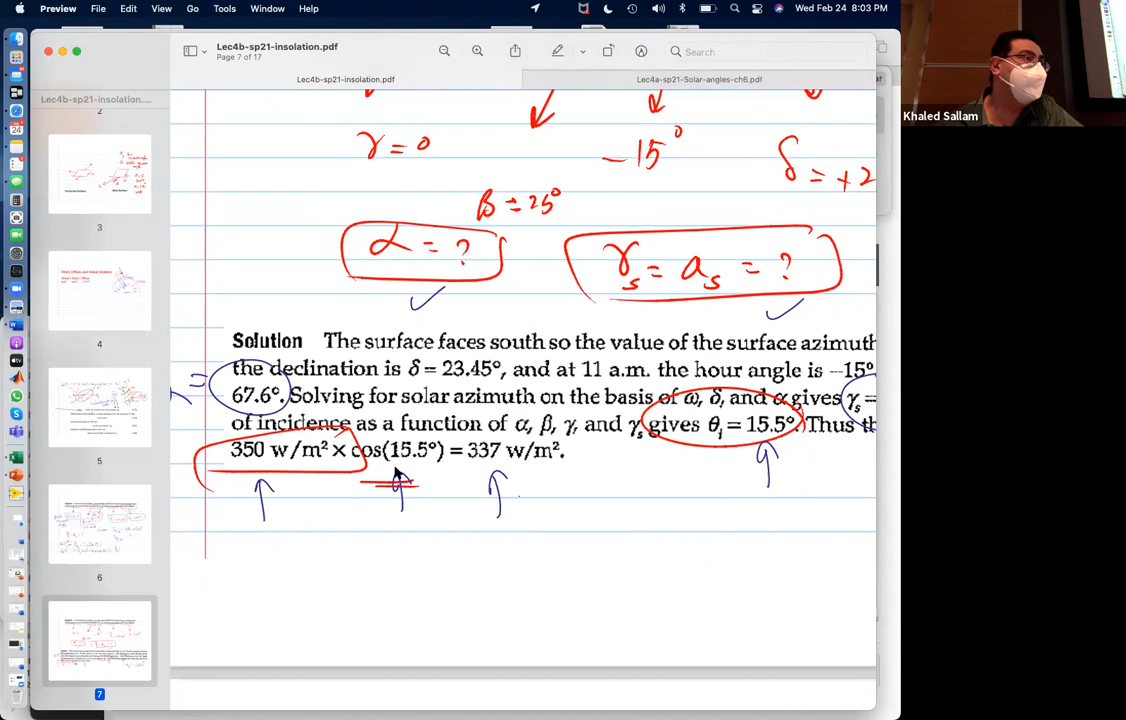 Preview File Edit View Go Tools Window Help Wed Feb 24 8:03 PM
Lec4b-sp21-insolation.pdf
Page 7 of 17
Search
Lec4b-sp21-insolation.pdf
Lec4a-sp21-Solar-angles-ch6.pdf
Lec4b-sp21-insolation....
2
3
4
5
6
7
24
Khaled Sallam
γ = 0
-15°
δ = +2
β = 25°
α = ?
γs = as = ?
Solution The surface faces south so the value of the surface azimuth
the declination is δ = 23.45°, and at 11 a.m. the hour angle is −15°
67.6°. Solving for solar azimuth on the basis of ω, δ, and α gives γs =
of incidence as a function of α, β, γ, and γs gives θi = 15.5°. Thus th
350 w/m² × cos(15.5°) = 337 w/m².